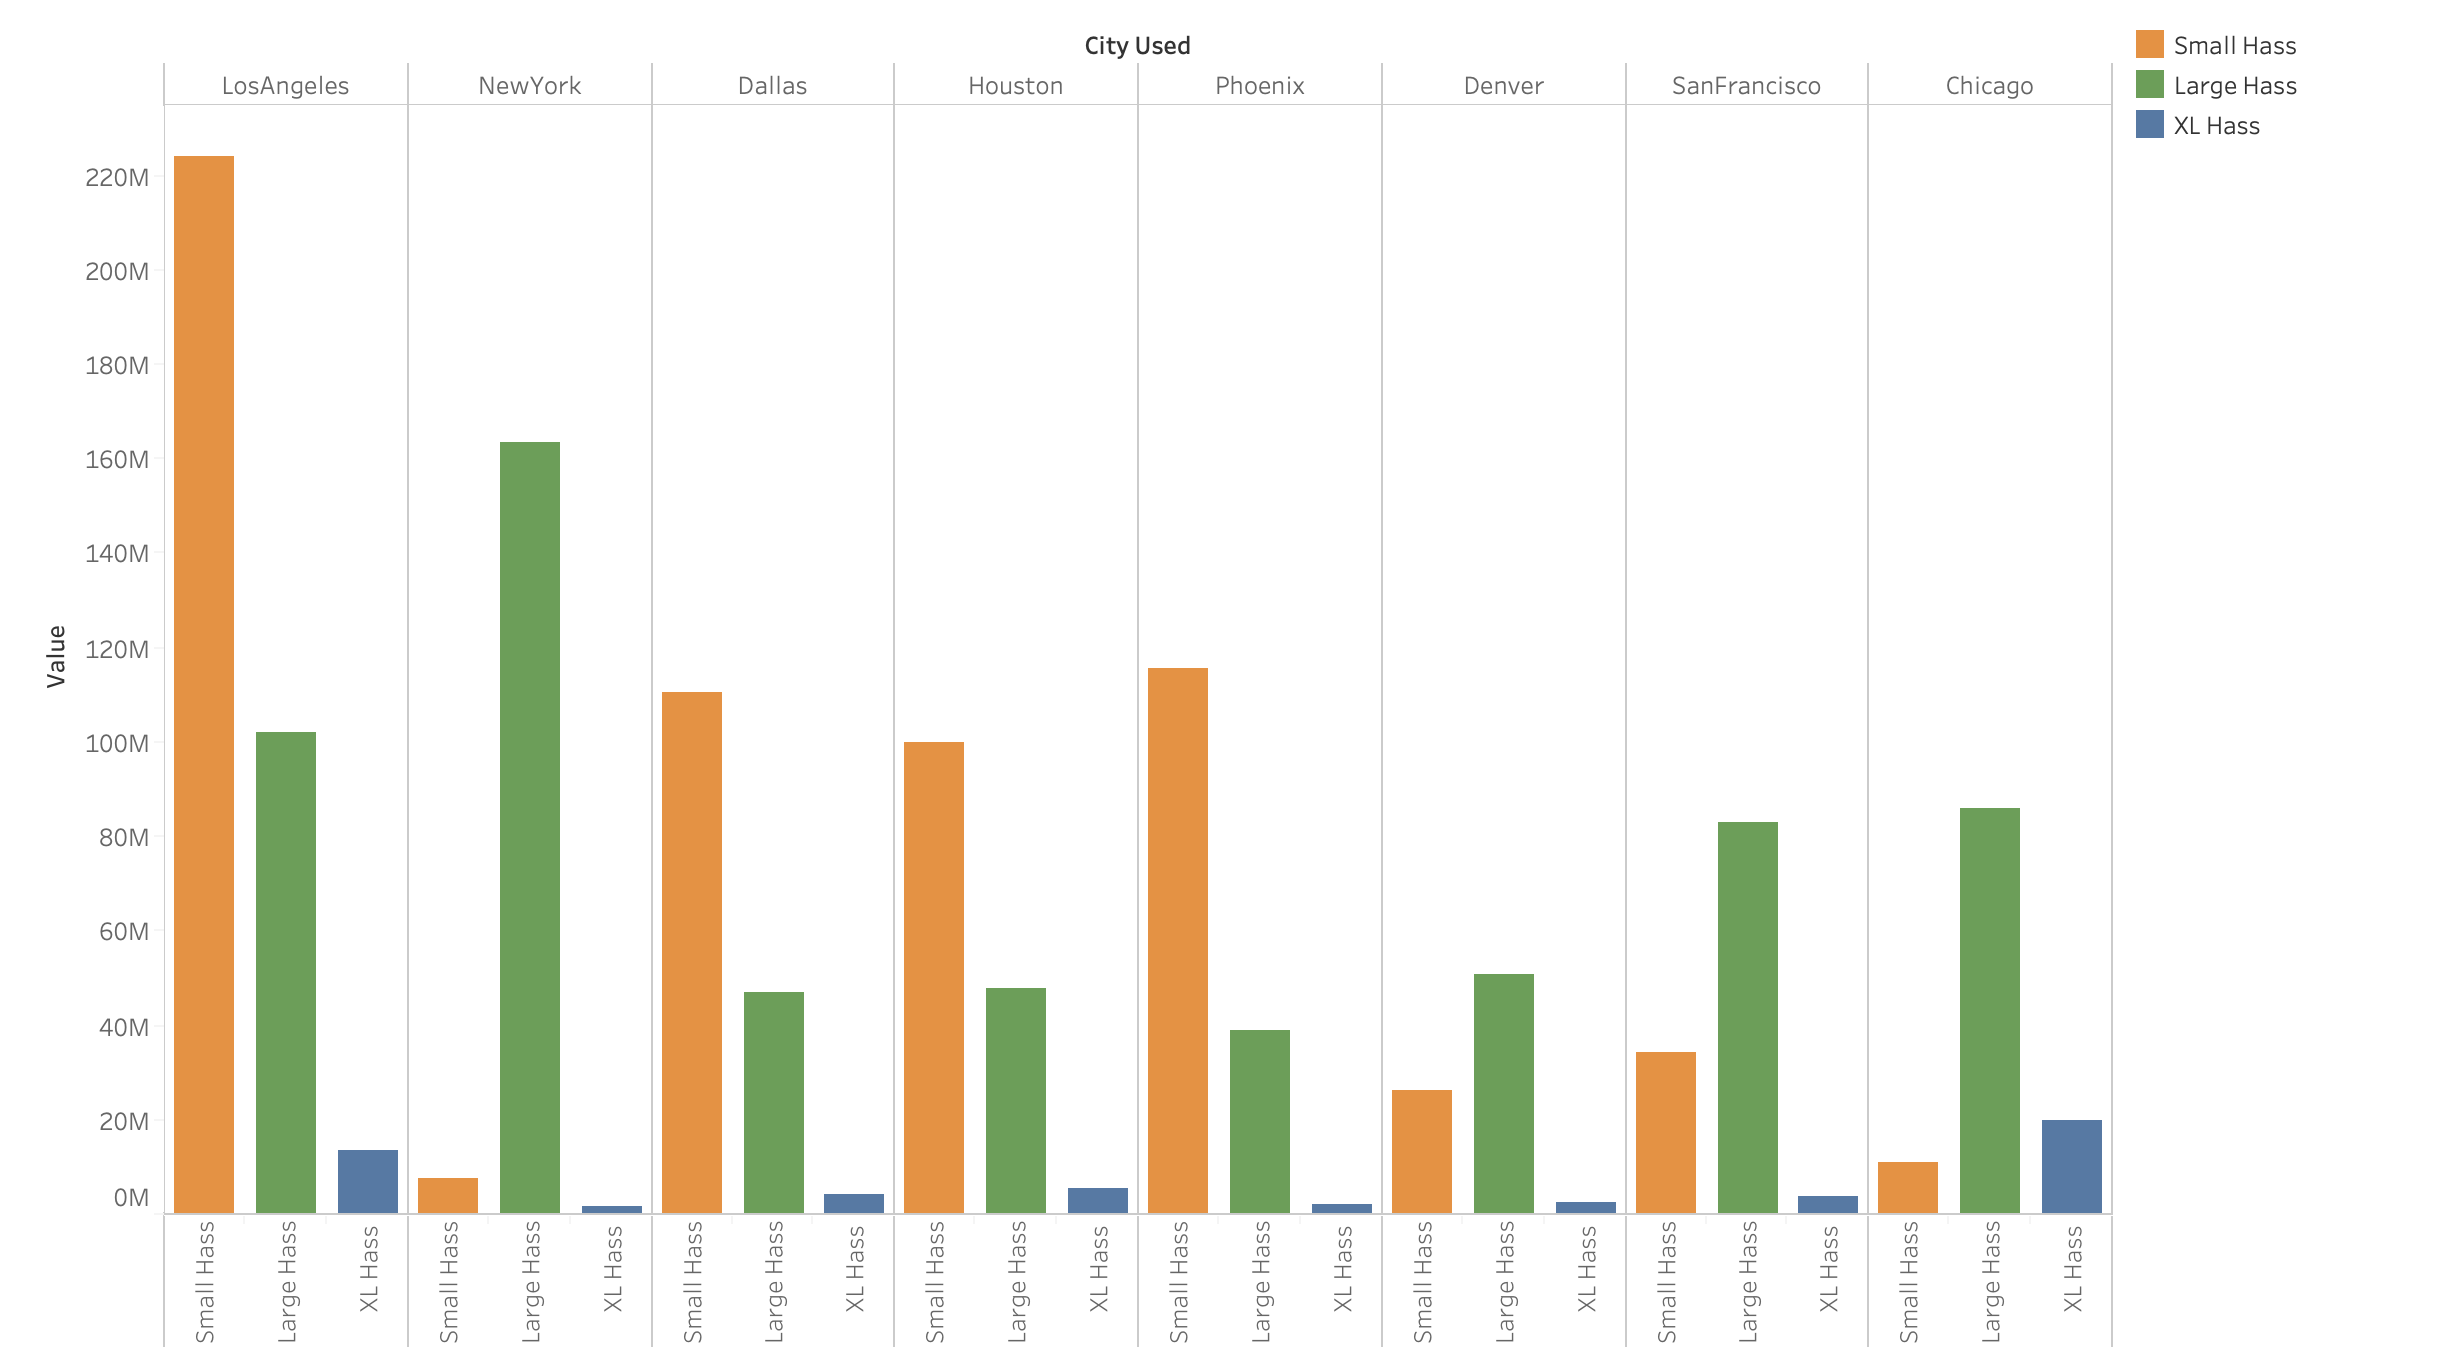 City Used
LosAngeles NewYork Dallas Houston Phoenix Denver SanFrancisco Chicago
Small Hass
Large Hass
XL Hass
Value
220M
200M
180M
160M
140M
120M
100M
80M
60M
40M
20M
0M
Small Hass
Large Hass
XL Hass
Small Hass
Large Hass
XL Hass
Small Hass
Large Hass
XL Hass
Small Hass
Large Hass
XL Hass
Small Hass
Large Hass
XL Hass
Small Hass
Large Hass
XL Hass
Small Hass
Large Hass
XL Hass
Small Hass
Large Hass
XL Hass